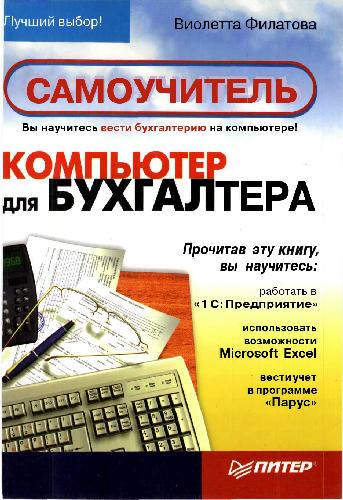 Лучший выбор!
Виолетта Филатова
САМОУЧИТЕЛЬ
Вы научитесь вести бухгалтерию на компьютере!
КОМПЬЮТЕР
для БУХГАЛТЕРА
Прочитав эту книгу,
вы научитесь:
работать в
«1С: Предприятие»
использовать
возможности
Microsoft Excel
вести учет
в программе
«Парус»
ПИТЕР